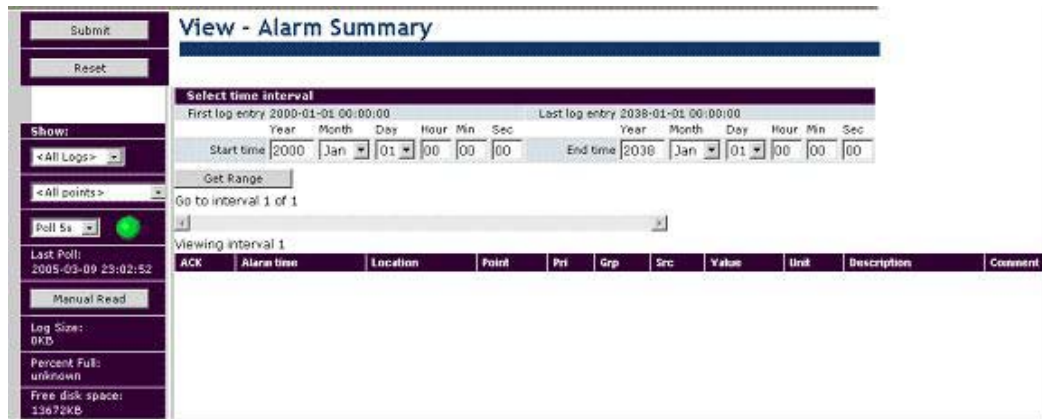 Submit
Reset
Show:
<All Logs>
<All points>
Poll 5s
Last Poll:
2005-03-09 23:02:52
Manual Read
Log Size:
0KB
Percent Full:
unknown
Free disk space:
13672KB
View - Alarm Summary
Select time interval
First log entry 2000-01-01 00:00:00 Last log entry 2038-01-01 00:00:00
Year Month Day Hour Min Sec Year Month Day Hour Min Sec
Start time 2000 Jan 01 00 00 00 End time 2038 Jan 01 00 00 00
Get Range
Go to interval 1 of 1
Viewing interval 1
ACK Alarm time Location Point Pri Grp Src Value Unit Description Comment